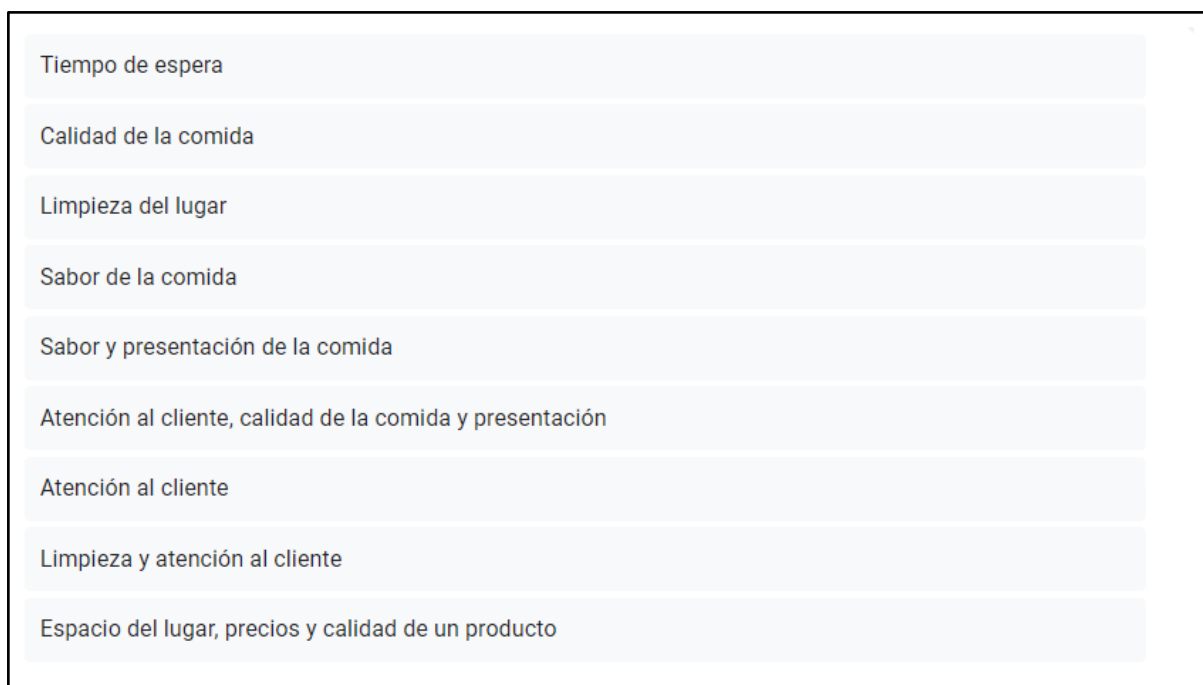 Tiempo de espera
Calidad de la comida
Limpieza del lugar
Sabor de la comida
Sabor y presentación de la comida
Atención al cliente, calidad de la comida y presentación
Atención al cliente
Limpieza y atención al cliente
Espacio del lugar, precios y calidad de un producto